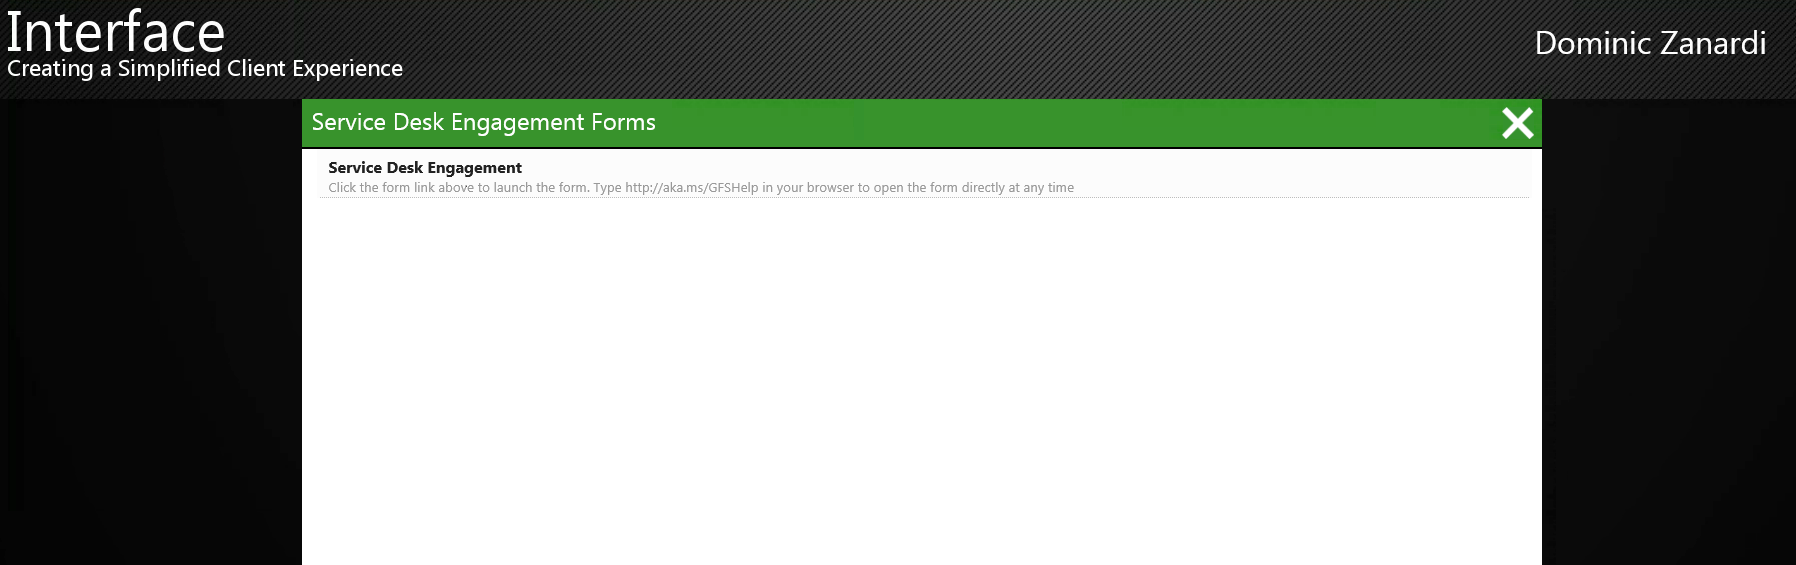 Interface
Creating a Simplified Client Experience
Dominic Zanardi
Service Desk Engagement Forms
Service Desk Engagement
Click the form link above to launch the form. Type http://aka.ms/GFSHelp in your browser to open the form directly at any time